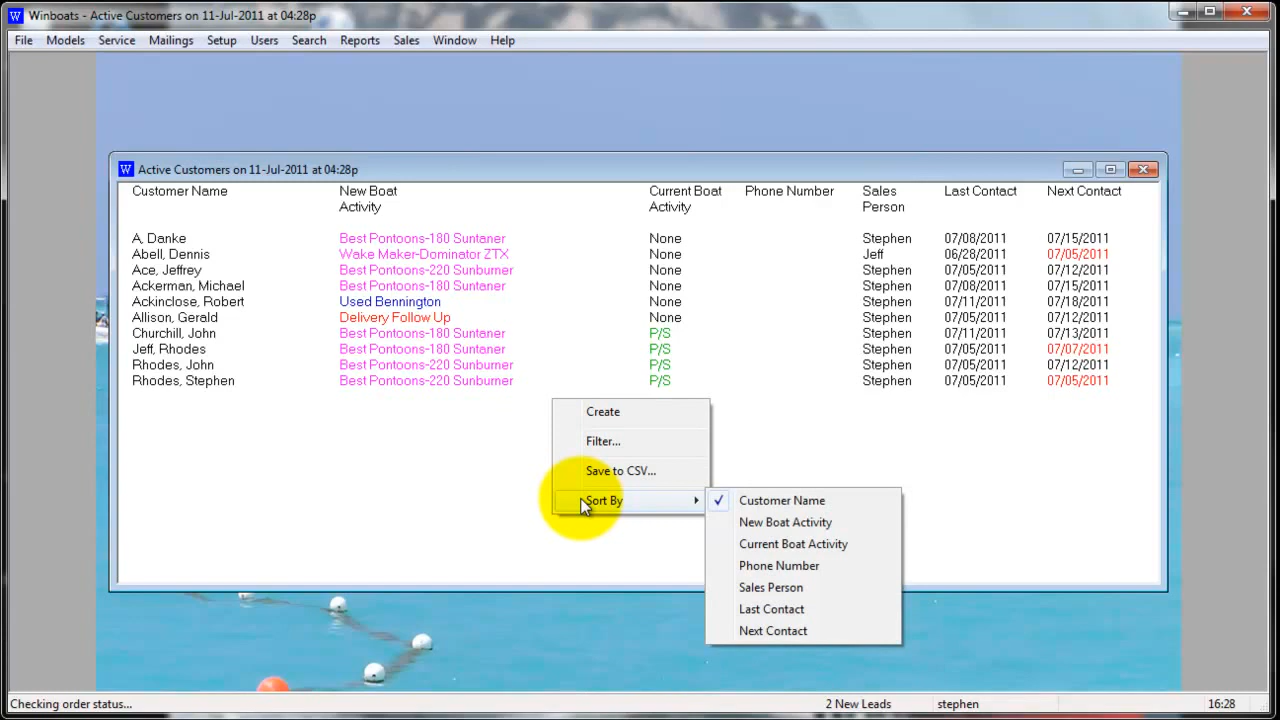 W Winboats - Active Customers on 11-Jul-2011 at 04:28p
File Models Service Mailings Setup Users Search Reports Sales Window Help
W Active Customers on 11-Jul-2011 at 04:28p
Customer Name New Boat Current Boat Phone Number Sales Last Contact Next Contact
Activity Activity Person
A, Danke Best Pontoons-180 Suntaner None Stephen 07/08/2011 07/15/2011
Abell, Dennis Wake Maker-Dominator ZTX None Jeff 06/28/2011 07/05/2011
Ace, Jeffrey Best Pontoons-220 Sunburner None Stephen 07/05/2011 07/12/2011
Ackerman, Michael Best Pontoons-180 Suntaner None Stephen 07/08/2011 07/15/2011
Ackinclose, Robert Used Bennington None Stephen 07/11/2011 07/18/2011
Allison, Gerald Delivery Follow Up None Stephen 07/05/2011 07/12/2011
Churchill, John Best Pontoons-180 Suntaner P/S Stephen 07/11/2011 07/13/2011
Jeff, Rhodes Best Pontoons-180 Suntaner P/S Stephen 07/05/2011 07/07/2011
Rhodes, John Best Pontoons-220 Sunburner P/S Stephen 07/05/2011 07/12/2011
Rhodes, Stephen Best Pontoons-220 Sunburner P/S Stephen 07/05/2011 07/05/2011
Create
Filter...
Save to CSV...
Sort By
Customer Name
New Boat Activity
Current Boat Activity
Phone Number
Sales Person
Last Contact
Next Contact
Checking order status... 2 New Leads stephen 16:28